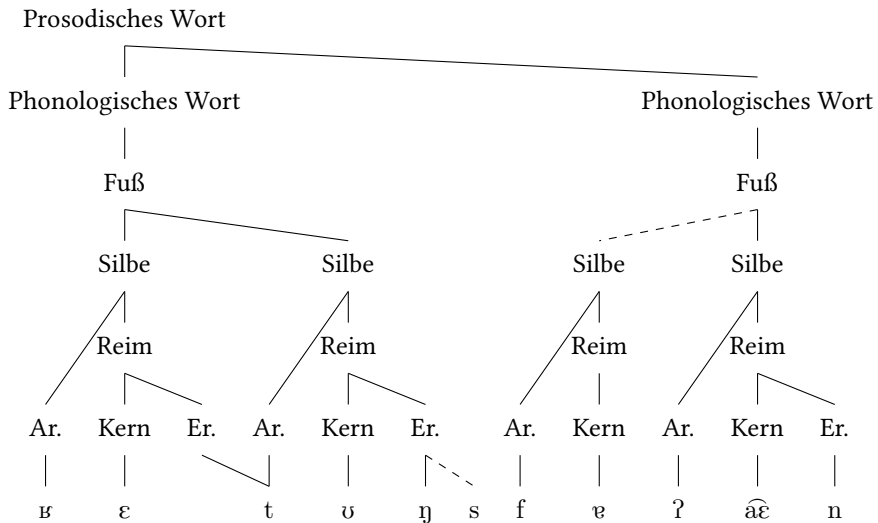 Prosodisches Wort
Phonologisches Wort Phonologisches Wort
Fuß Fuß
Silbe Silbe Silbe Silbe
Reim Reim Reim Reim
Ar. Kern Er. Ar. Kern Er. Ar. Kern Ar. Kern Er.
ʁ ɛ t ʊ ŋ s f ɐ ʔ a͡ɛ n